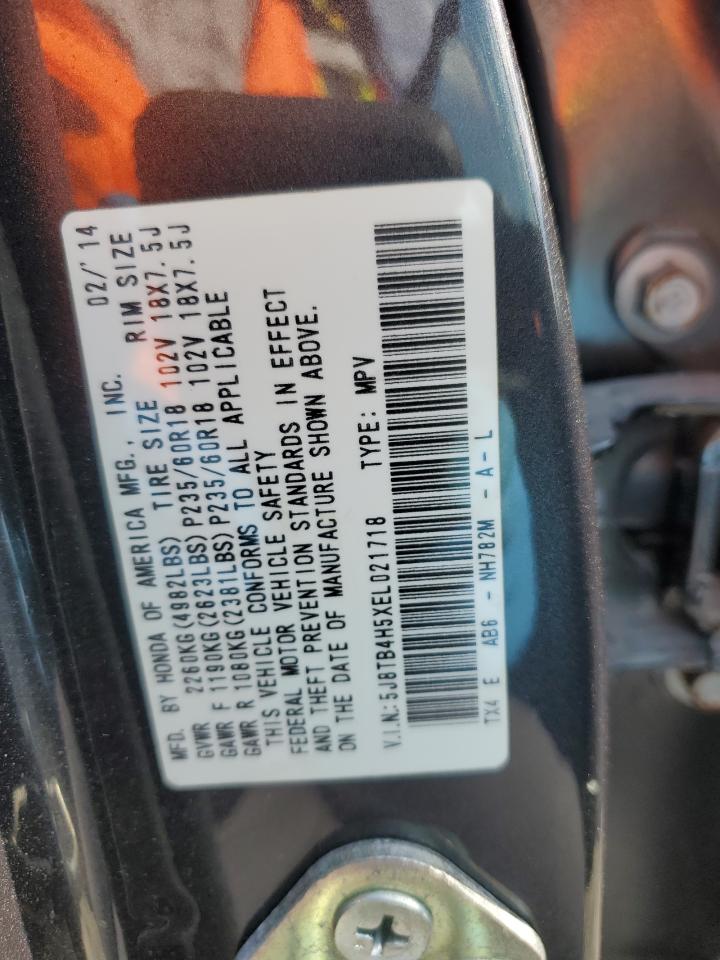 MFD. BY HONDA OF AMERICA MFG., INC. 02/'14
GVWR 2260KG(4982LBS) TIRE SIZE RIM SIZE
GAWR F 1190KG(2623LBS)P235/60R18 102V 18X7.5J
GAWR R 1080KG(2381LBS)P235/60R18 102V 18X7.5J
THIS VEHICLE CONFORMS TO ALL APPLICABLE
FEDERAL MOTOR VEHICLE SAFETY
AND THEFT PREVENTION STANDARDS IN EFFECT
ON THE DATE OF MANUFACTURE SHOWN ABOVE.
V.I.N.:5J8TB4H5XEL021718 TYPE: MPV
TX4 E AB6 - NH782M - A - L